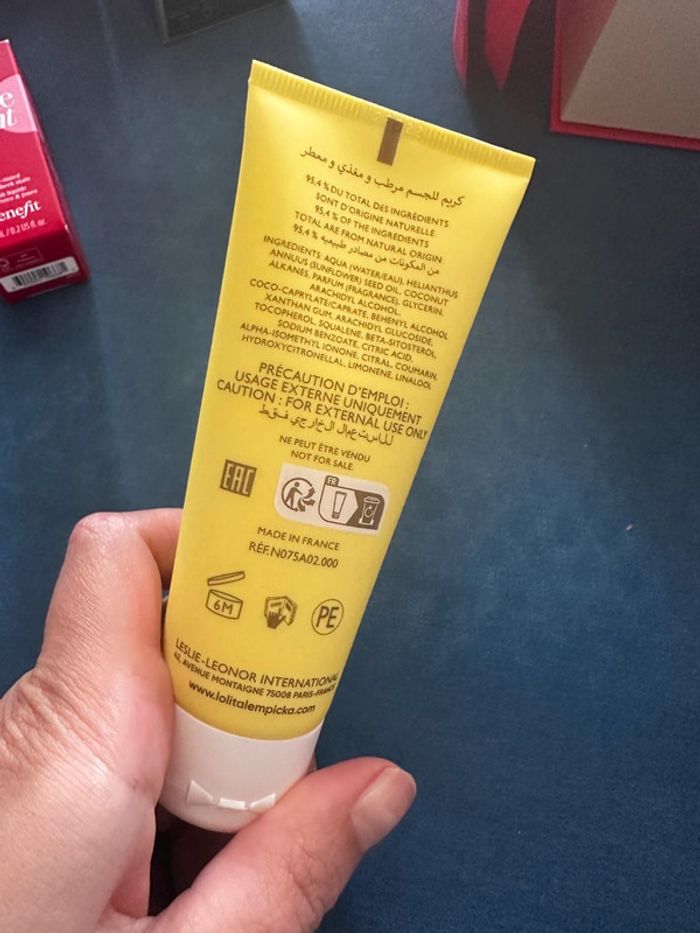 كريم للجسم مرطب و مغذي و معطر
95,4 % DU TOTAL DES INGRÉDIENTS
SONT D'ORIGINE NATURELLE
95,4 % OF THE INGREDIENTS
TOTAL ARE FROM NATURAL ORIGIN
95,4 % من المكونات من مصادر طبيعية
INGREDIENTS: AQUA (WATER/EAU), HELIANTHUS
ANNUUS (SUNFLOWER) SEED OIL, COCONUT
ALKANES, PARFUM (FRAGRANCE), GLYCERIN,
ARACHIDYL ALCOHOL,
COCO-CAPRYLATE/CAPRATE, BEHENYL ALCOHOL
XANTHAN GUM, ARACHIDYL GLUCOSIDE,
TOCOPHEROL, SQUALENE, BETA-SITOSTEROL,
SODIUM BENZOATE, CITRIC ACID,
ALPHA-ISOMETHYL IONONE, CITRAL, COUMARIN,
HYDROXYCITRONELLAL, LIMONENE, LINALOOL
PRÉCAUTION D'EMPLOI :
USAGE EXTERNE UNIQUEMENT
CAUTION : FOR EXTERNAL USE ONLY
للاستعمال الخارجي فقط
NE PEUT ÊTRE VENDU
NOT FOR SALE.
EAC
FR
MADE IN FRANCE
RÉF.N075A02.000
6M
PE
LESLIE-LEONOR INTERNATIONAL
42, AVENUE MONTAIGNE 75008 PARIS-FRANCE
www.lolitalempicka.com
enefit
L/0.2 US fl. oz.